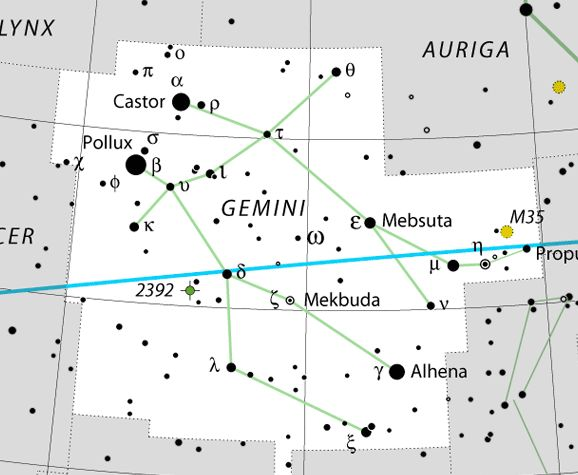 LYNX
AURIGA
ο
π
θ
α
Castor
ρ
τ
Pollux
σ
χ
β
ι
φ
υ
GEMINI
ε
Mebsuta
M35
κ
ω
η
CER
Propu
μ
δ
2392
ζ
Mekbuda
ν
λ
γ
Alhena
ξ